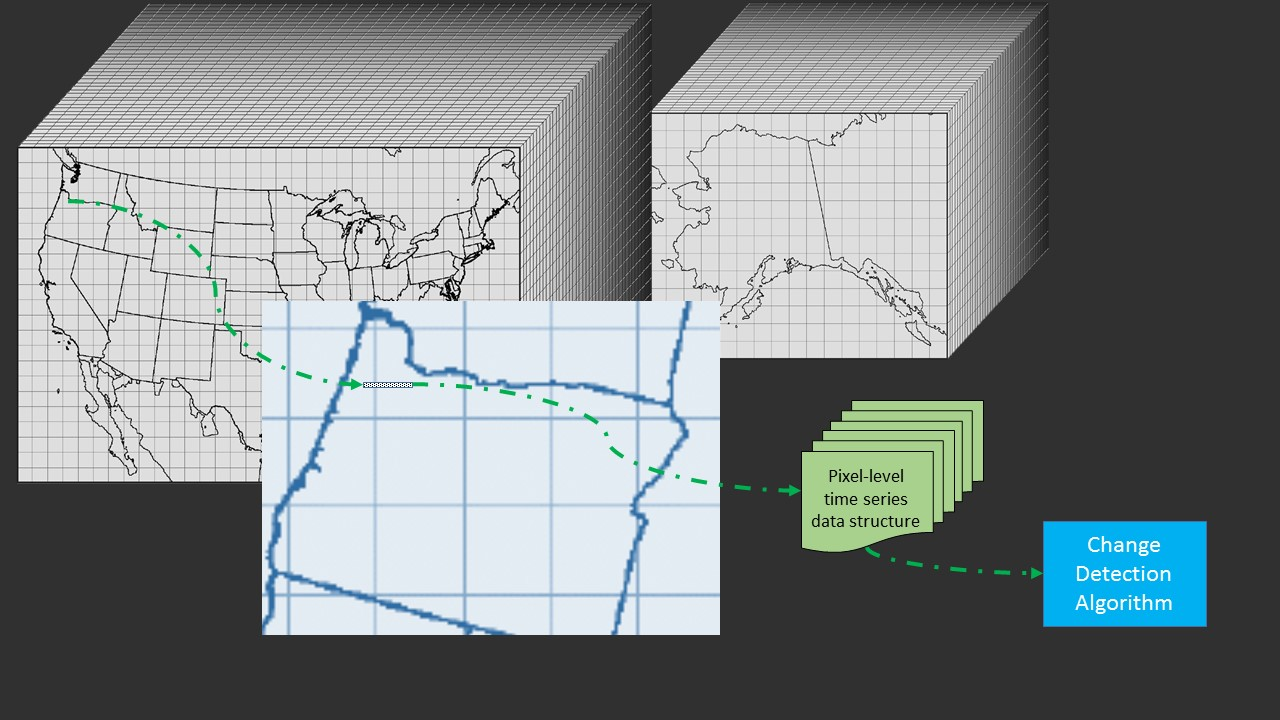 Pixel-level
time series
data structure
Change
Detection
Algorithm